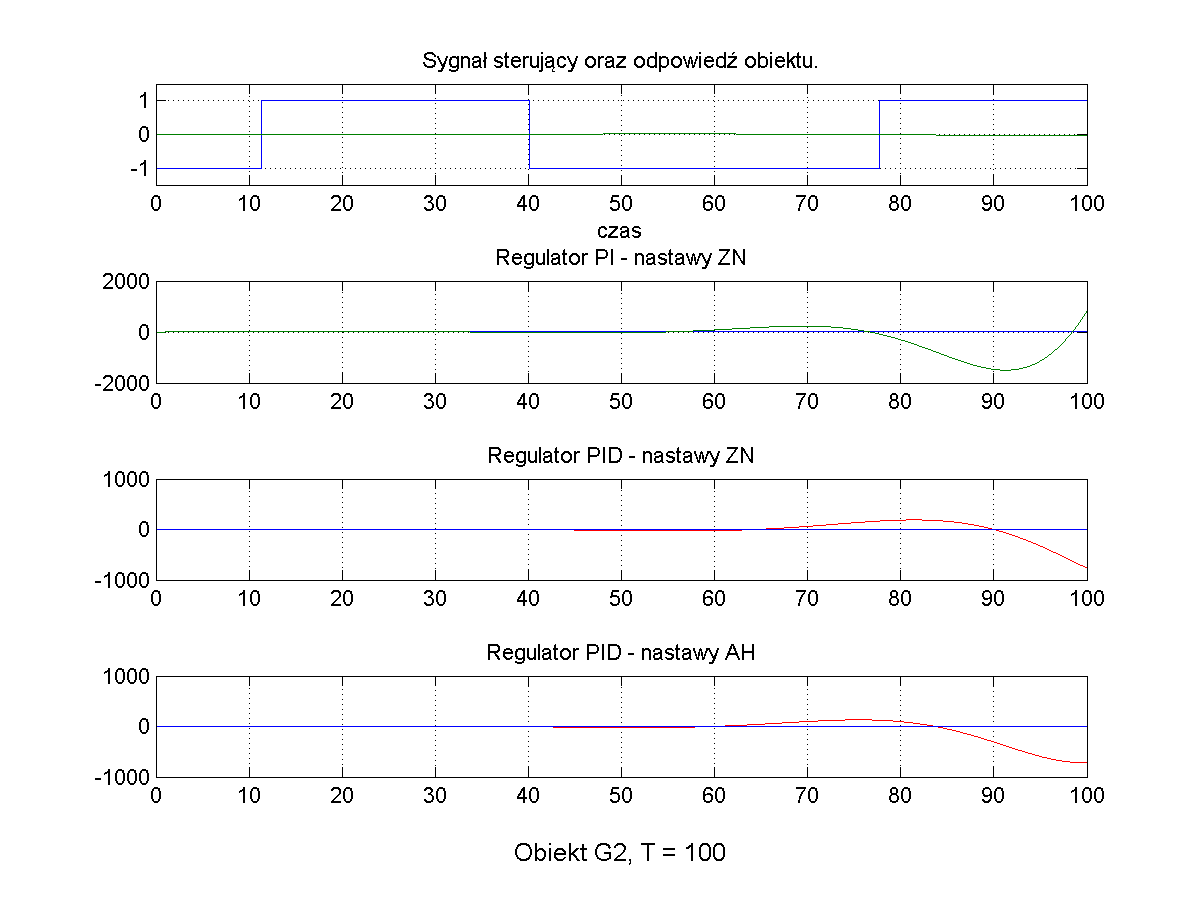 Sygnał sterujący oraz odpowiedź obiektu.
1
0
-1
0 10 20 30 40 50 60 70 80 90 100
czas
Regulator PI - nastawy ZN
2000
0
-2000
0 10 20 30 40 50 60 70 80 90 100
Regulator PID - nastawy ZN
1000
0
-1000
0 10 20 30 40 50 60 70 80 90 100
Regulator PID - nastawy AH
1000
0
-1000
0 10 20 30 40 50 60 70 80 90 100
Obiekt G2, T = 100